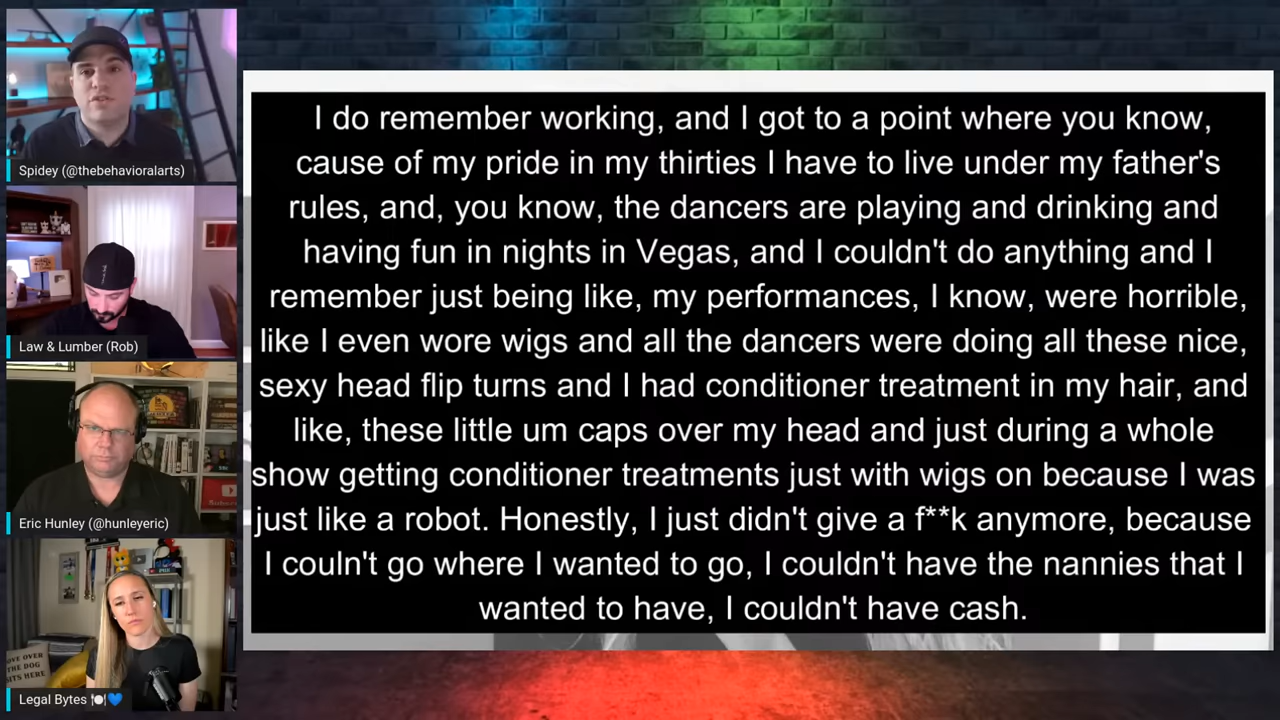 Spidey (@thebehavioralarts)
Law & Lumber (Rob)
Eric Hunley (@hunleyeric)
OVE OVER
THE DOG
ITS HERE
Legal Bytes 🍽️💙
I do remember working, and I got to a point where you know,
cause of my pride in my thirties I have to live under my father's
rules, and, you know, the dancers are playing and drinking and
having fun in nights in Vegas, and I couldn't do anything and I
remember just being like, my performances, I know, were horrible,
like I even wore wigs and all the dancers were doing all these nice,
sexy head flip turns and I had conditioner treatment in my hair, and
like, these little um caps over my head and just during a whole
show getting conditioner treatments just with wigs on because I was
just like a robot. Honestly, I just didn't give a f**k anymore, because
I couln't go where I wanted to go, I couldn't have the nannies that I
wanted to have, I couldn't have cash.